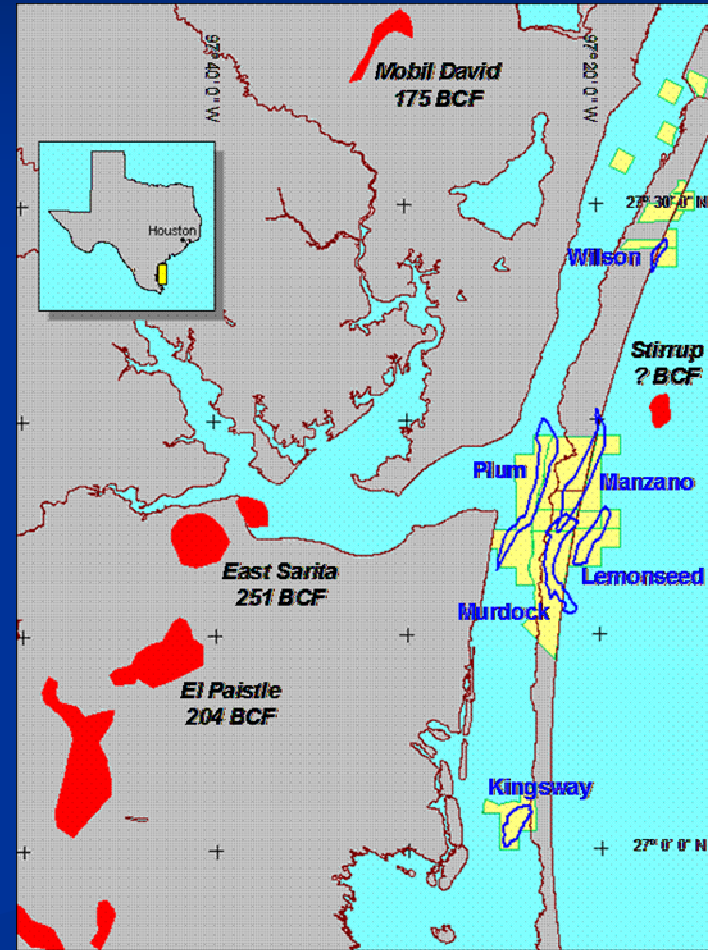 97° 40' 0" W
97° 20' 0" W
Mobil David
175 BCF
Houston
27° 30' 0" N
Willson
Stirrup
? BCF
Plum
Manzano
East Sarita
251 BCF
Lemonseed
Murdock
El Paistle
204 BCF
Kingsway
27° 0' 0" N